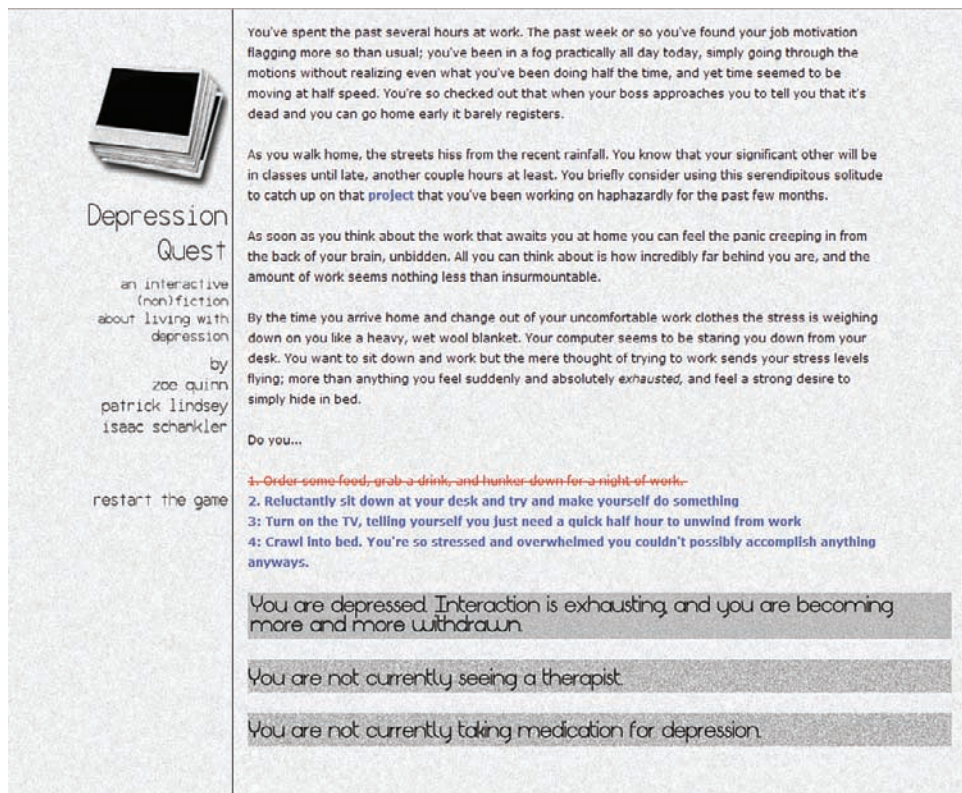 Depression
Quest
an interactive
(non)fiction
about living with
depression
by
zoe quinn
patrick lindsey
isaac schankler
restart the game
You've spent the past several hours at work. The past week or so you've found your job motivation
flagging more so than usual; you've been in a fog practically all day today, simply going through the
motions without realizing even what you've been doing half the time, and yet time seemed to be
moving at half speed. You're so checked out that when your boss approaches you to tell you that it's
dead and you can go home early it barely registers.
As you walk home, the streets hiss from the recent rainfall. You know that your significant other will be
in classes until late, another couple hours at least. You briefly consider using this serendipitous solitude
to catch up on that project that you've been working on haphazardly for the past few months.
As soon as you think about the work that awaits you at home you can feel the panic creeping in from
the back of your brain, unbidden. All you can think about is how incredibly far behind you are, and the
amount of work seems nothing less than insurmountable.
By the time you arrive home and change out of your uncomfortable work clothes the stress is weighing
down on you like a heavy, wet wool blanket. Your computer seems to be staring you down from your
desk. You want to sit down and work but the mere thought of trying to work sends your stress levels
flying; more than anything you feel suddenly and absolutely exhausted, and feel a strong desire to
simply hide in bed.
Do you...
1. Order some food, grab a drink, and hunker down for a night of work.
2. Reluctantly sit down at your desk and try and make yourself do something
3: Turn on the TV, telling yourself you just need a quick half hour to unwind from work
4: Crawl into bed. You're so stressed and overwhelmed you couldn't possibly accomplish anything
anyways.
You are depressed. Interaction is exhausting, and you are becoming
more and more withdrawn.
You are not currently seeing a therapist.
You are not currently taking medication for depression.